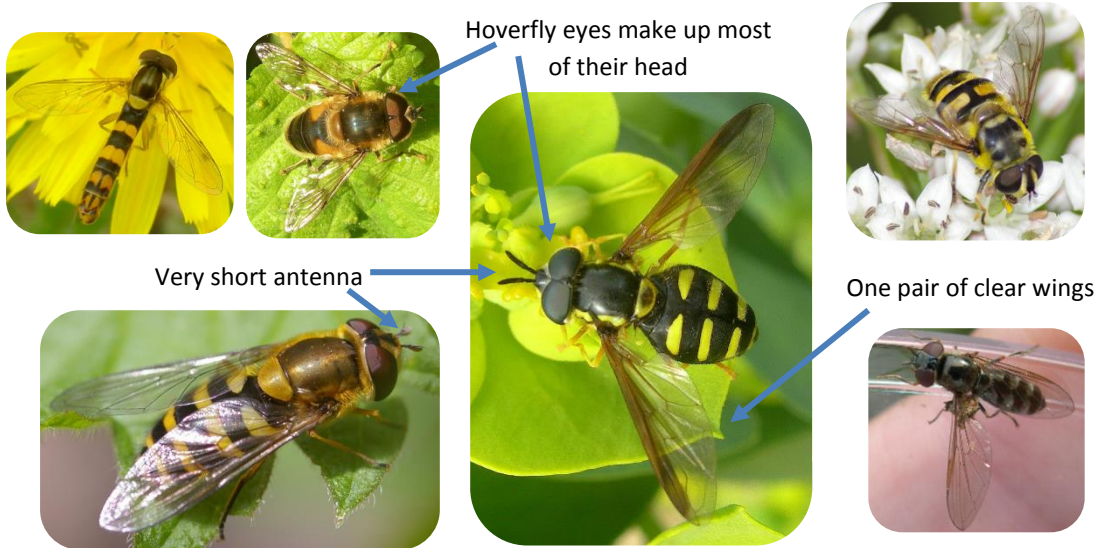 Hoverfly eyes make up most
of their head
Very short antenna
One pair of clear wings